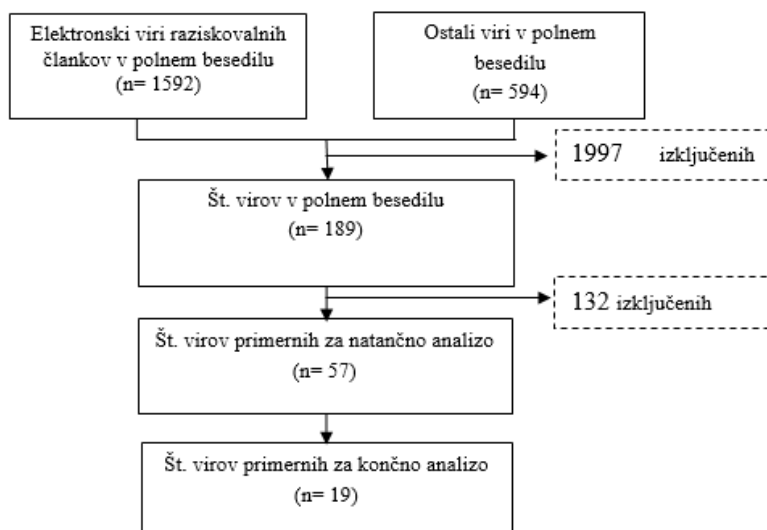 Elektronski viri raziskovalnih
člankov v polnem besedilu
(n= 1592)
Ostali viri v polnem
besedilu
(n= 594)
1997 izključenih
Št. virov v polnem besedilu
(n= 189)
132 izključenih
Št. virov primernih za natančno analizo
(n= 57)
Št. virov primernih za končno analizo
(n= 19)